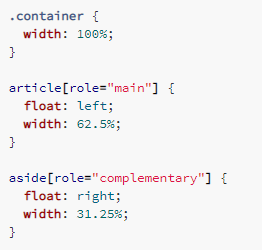 .container {
  width: 100%;
}

article[role="main"] {
  float: left;
  width: 62.5%;
}

aside[role="complementary"] {
  float: right;
  width: 31.25%;
}